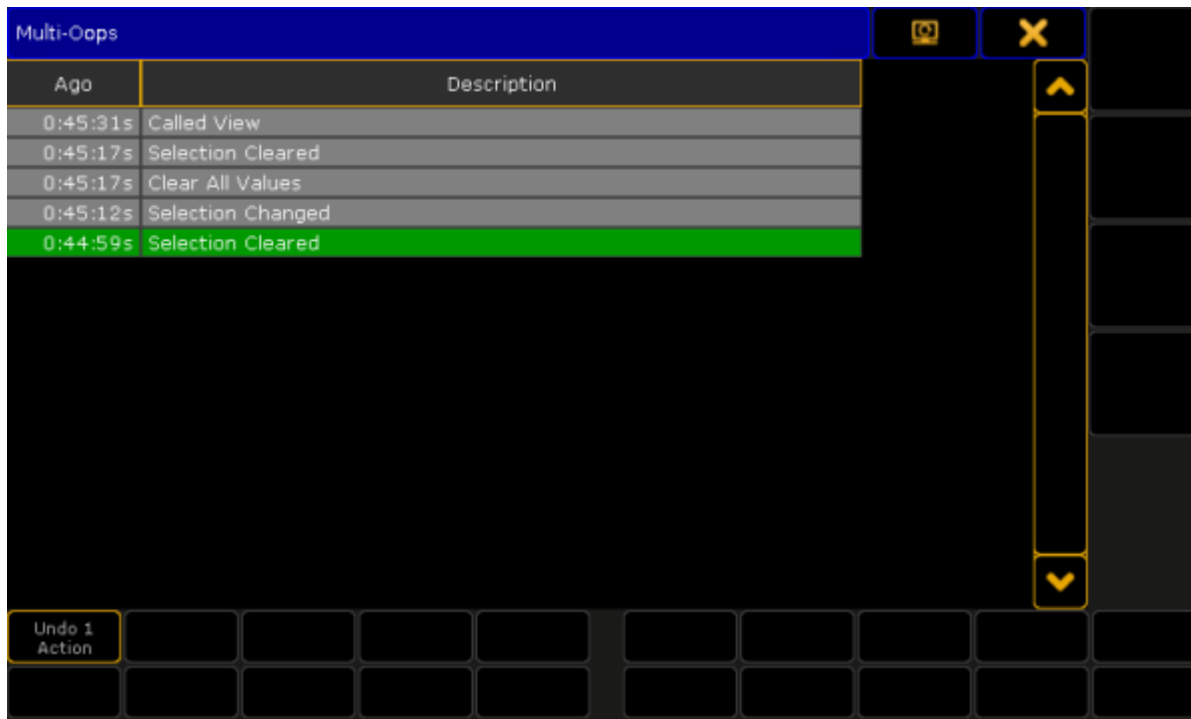 Multi-Oops
Ago Description
0:45:31s Called View
0:45:17s Selection Cleared
0:45:17s Clear All Values
0:45:12s Selection Changed
0:44:59s Selection Cleared
Undo 1
Action